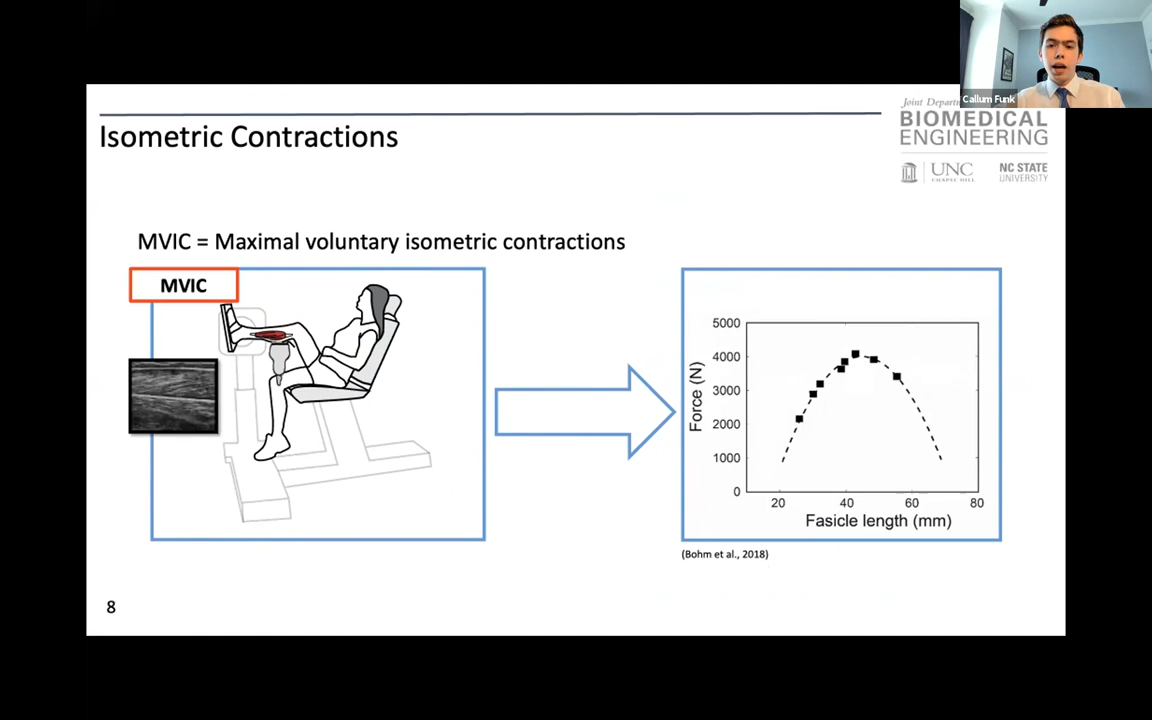 Callum Funk
Joint Depart
BIOMEDICAL
ENGINEERING
UNC
CHAPEL HILL
NC STATE
UNIVERSITY
Isometric Contractions
MVIC = Maximal voluntary isometric contractions
MVIC
5000
4000
3000
2000
1000
0
Force (N)
20 40 60 80
Fasicle length (mm)
(Bohm et al., 2018)
8